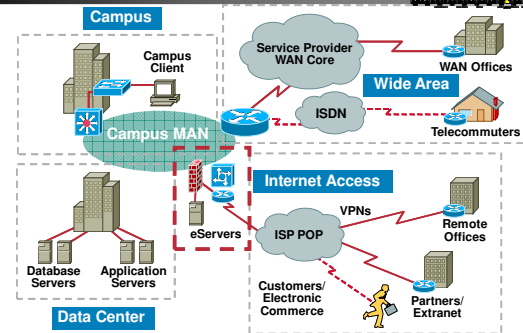 Campus
Campus
Client
Campus MAN
Service Provider
WAN Core
WAN Offices
Wide Area
ISDN
Telecommuters
Internet Access
eServers
ISP POP
VPNs
Remote
Offices
Customers/
Electronic
Commerce
Partners/
Extranet
Database
Servers
Application
Servers
Data Center